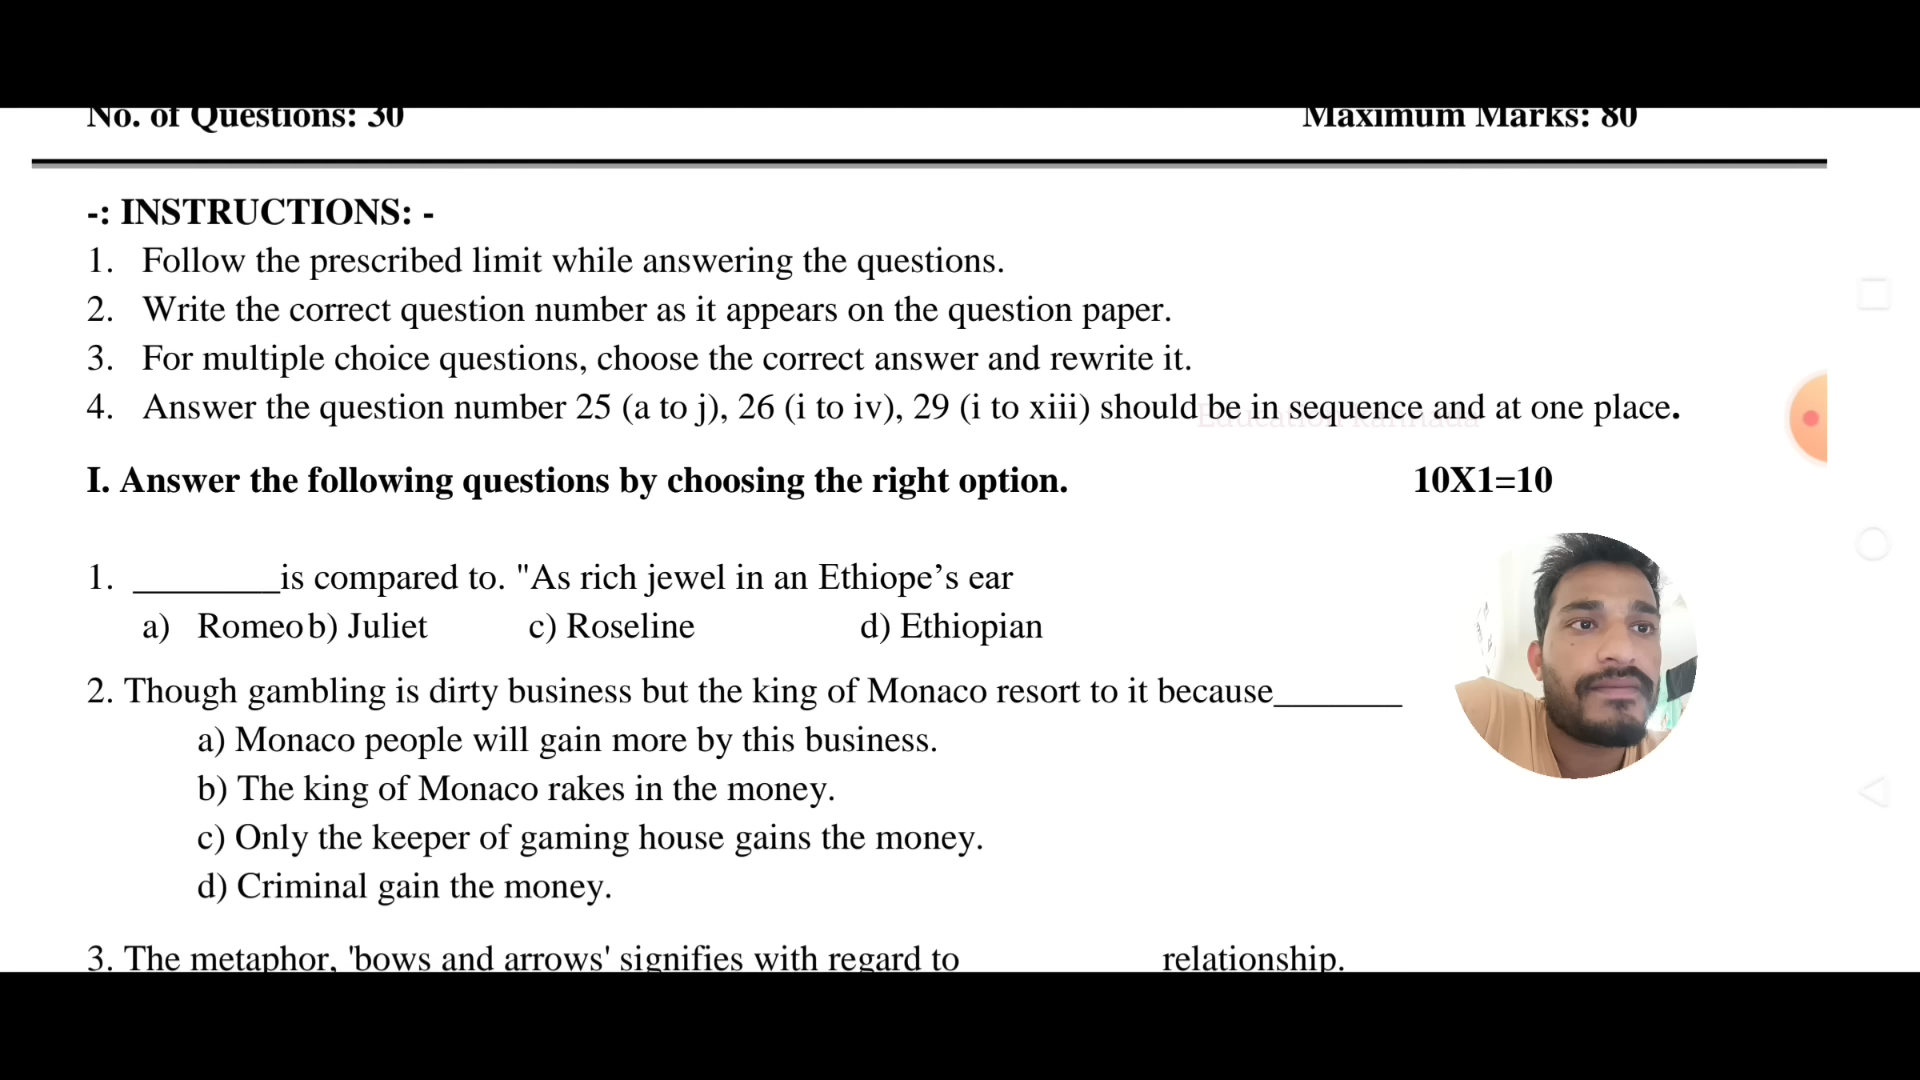 No. of Questions: 30 Maximum Marks: 80
-: INSTRUCTIONS: -
1. Follow the prescribed limit while answering the questions.
2. Write the correct question number as it appears on the question paper.
3. For multiple choice questions, choose the correct answer and rewrite it.
4. Answer the question number 25 (a to j), 26 (i to iv), 29 (i to xiii) should be in sequence and at one place.
Education kannada
I. Answer the following questions by choosing the right option. 10X1=10
1. ________is compared to. "As rich jewel in an Ethiope’s ear
a) Romeo b) Juliet c) Roseline d) Ethiopian
2. Though gambling is dirty business but the king of Monaco resort to it because_______
a) Monaco people will gain more by this business.
b) The king of Monaco rakes in the money.
c) Only the keeper of gaming house gains the money.
d) Criminal gain the money.
3. The metaphor, 'bows and arrows' signifies with regard to relationship.